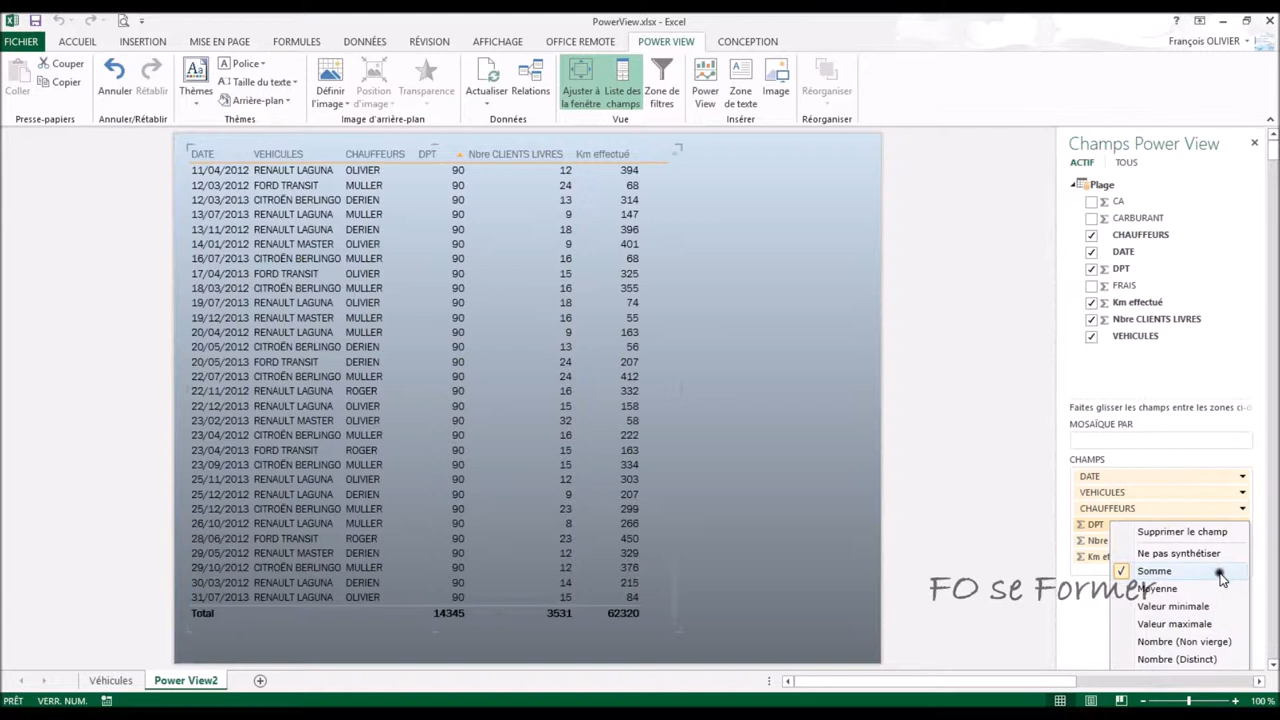 PowerView.xlsx - Excel
FICHIER ACCUEIL INSERTION MISE EN PAGE FORMULES DONNÉES RÉVISION AFFICHAGE OFFICE REMOTE POWER VIEW CONCEPTION François OLIVIER
Coller Couper Copier
Annuler Rétablir
Thèmes Police Taille du texte Arrière-plan
Définir l'image Position d'image Transparence
Actualiser Relations
Ajuster à la fenêtre Liste des champs Zone de filtres
Power View Zone de texte Image
Réorganiser
Presse-papiers Annuler/Rétablir Thèmes Image d'arrière-plan Données Vue Insérer Réorganiser
DATE VEHICULES CHAUFFEURS DPT Nbre CLIENTS LIVRES Km effectué
11/04/2012 RENAULT LAGUNA OLIVIER 90 12 394
12/03/2012 FORD TRANSIT MULLER 90 24 68
12/03/2013 CITROËN BERLINGO DERIEN 90 13 314
13/07/2013 RENAULT LAGUNA MULLER 90 9 147
13/11/2012 RENAULT LAGUNA DERIEN 90 18 396
14/01/2012 RENAULT MASTER OLIVIER 90 9 401
16/07/2013 CITROËN BERLINGO MULLER 90 16 68
17/04/2013 FORD TRANSIT OLIVIER 90 15 325
18/03/2012 CITROËN BERLINGO MULLER 90 16 355
19/07/2013 RENAULT LAGUNA OLIVIER 90 18 74
19/12/2013 RENAULT MASTER MULLER 90 16 55
20/04/2012 RENAULT LAGUNA MULLER 90 9 163
20/05/2012 CITROËN BERLINGO DERIEN 90 13 56
20/05/2013 FORD TRANSIT DERIEN 90 24 207
22/07/2013 CITROËN BERLINGO MULLER 90 24 412
22/11/2012 RENAULT LAGUNA ROGER 90 16 332
22/12/2013 RENAULT LAGUNA OLIVIER 90 15 158
23/02/2013 RENAULT MASTER OLIVIER 90 32 58
23/04/2012 CITROËN BERLINGO MULLER 90 16 222
23/04/2013 FORD TRANSIT ROGER 90 15 163
23/09/2013 CITROËN BERLINGO MULLER 90 15 334
25/11/2013 RENAULT LAGUNA OLIVIER 90 12 303
25/12/2012 RENAULT LAGUNA DERIEN 90 9 207
25/12/2013 CITROËN BERLINGO MULLER 90 23 299
26/10/2012 RENAULT LAGUNA MULLER 90 8 266
28/06/2012 FORD TRANSIT ROGER 90 23 450
29/05/2012 RENAULT MASTER DERIEN 90 12 329
29/10/2012 CITROËN BERLINGO MULLER 90 12 376
30/03/2012 RENAULT LAGUNA DERIEN 90 14 215
31/07/2013 RENAULT LAGUNA OLIVIER 90 15 84
Total 14345 3531 62320
Champs Power View
ACTIF TOUS
Plage
Σ CA
Σ CARBURANT
CHAUFFEURS
DATE
Σ DPT
Σ FRAIS
Σ Km effectué
Σ Nbre CLIENTS LIVRES
VEHICULES
Faites glisser les champs entre les zones ci-d
MOSAÏQUE PAR
CHAMPS
DATE
VEHICULES
CHAUFFEURS
Σ DPT
Σ Nbre
Σ Km ef
Supprimer le champ
Ne pas synthétiser
Somme
Moyenne
Valeur minimale
Valeur maximale
Nombre (Non vierge)
Nombre (Distinct)
FO se Former
Véhicules Power View2
PRÊT VERR. NUM. 100 %